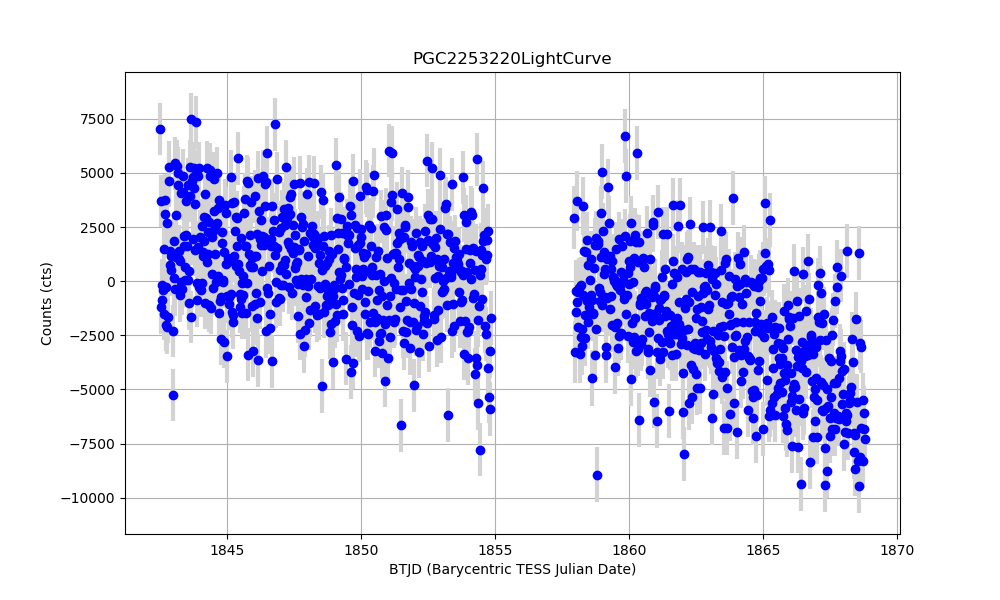 PGC2253220LightCurve
7500
5000
2500
0
−2500
−5000
−7500
−10000
Counts (cts)
1845 1850 1855 1860 1865 1870
BTJD (Barycentric TESS Julian Date)